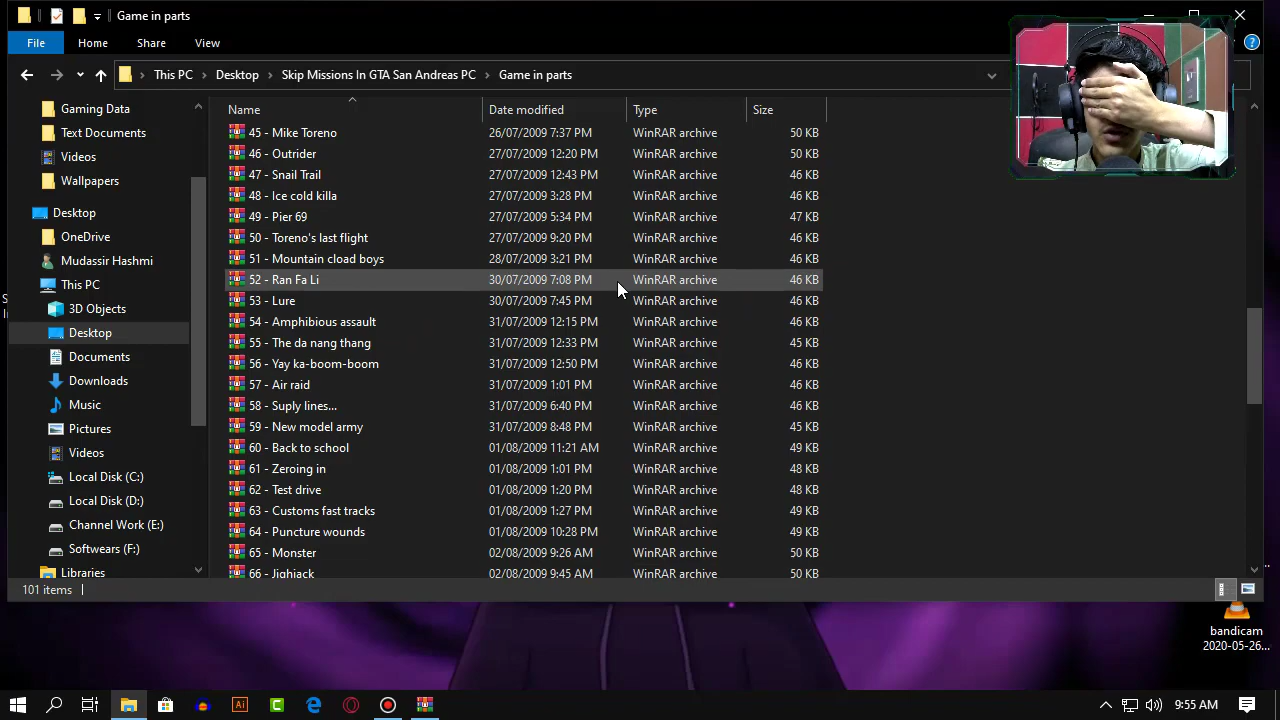 Game in parts
File Home Share View
This PC Desktop Skip Missions In GTA San Andreas PC Game in parts
Name Date modified Type Size
Gaming Data
Text Documents
Videos
Wallpapers
Desktop
OneDrive
Mudassir Hashmi
This PC
3D Objects
Desktop
Documents
Downloads
Music
Pictures
Videos
Local Disk (C:)
Local Disk (D:)
Channel Work (E:)
Softwears (F:)
Libraries
45 - Mike Toreno 26/07/2009 7:37 PM WinRAR archive 50 KB
46 - Outrider 27/07/2009 12:20 PM WinRAR archive 50 KB
47 - Snail Trail 27/07/2009 12:43 PM WinRAR archive 46 KB
48 - Ice cold killa 27/07/2009 3:28 PM WinRAR archive 46 KB
49 - Pier 69 27/07/2009 5:34 PM WinRAR archive 47 KB
50 - Toreno's last flight 27/07/2009 9:20 PM WinRAR archive 46 KB
51 - Mountain cload boys 28/07/2009 3:21 PM WinRAR archive 46 KB
52 - Ran Fa Li 30/07/2009 7:08 PM WinRAR archive 46 KB
53 - Lure 30/07/2009 7:45 PM WinRAR archive 46 KB
54 - Amphibious assault 31/07/2009 12:15 PM WinRAR archive 46 KB
55 - The da nang thang 31/07/2009 12:33 PM WinRAR archive 45 KB
56 - Yay ka-boom-boom 31/07/2009 12:50 PM WinRAR archive 46 KB
57 - Air raid 31/07/2009 1:01 PM WinRAR archive 46 KB
58 - Suply lines... 31/07/2009 6:40 PM WinRAR archive 46 KB
59 - New model army 31/07/2009 8:48 PM WinRAR archive 45 KB
60 - Back to school 01/08/2009 11:21 AM WinRAR archive 49 KB
61 - Zeroing in 01/08/2009 1:01 PM WinRAR archive 48 KB
62 - Test drive 01/08/2009 1:20 PM WinRAR archive 48 KB
63 - Customs fast tracks 01/08/2009 1:27 PM WinRAR archive 49 KB
64 - Puncture wounds 01/08/2009 10:28 PM WinRAR archive 49 KB
65 - Monster 02/08/2009 9:26 AM WinRAR archive 50 KB
66 - Jighjack 02/08/2009 9:45 AM WinRAR archive 50 KB
101 items
bandicam
2020-05-26...
9:55 AM